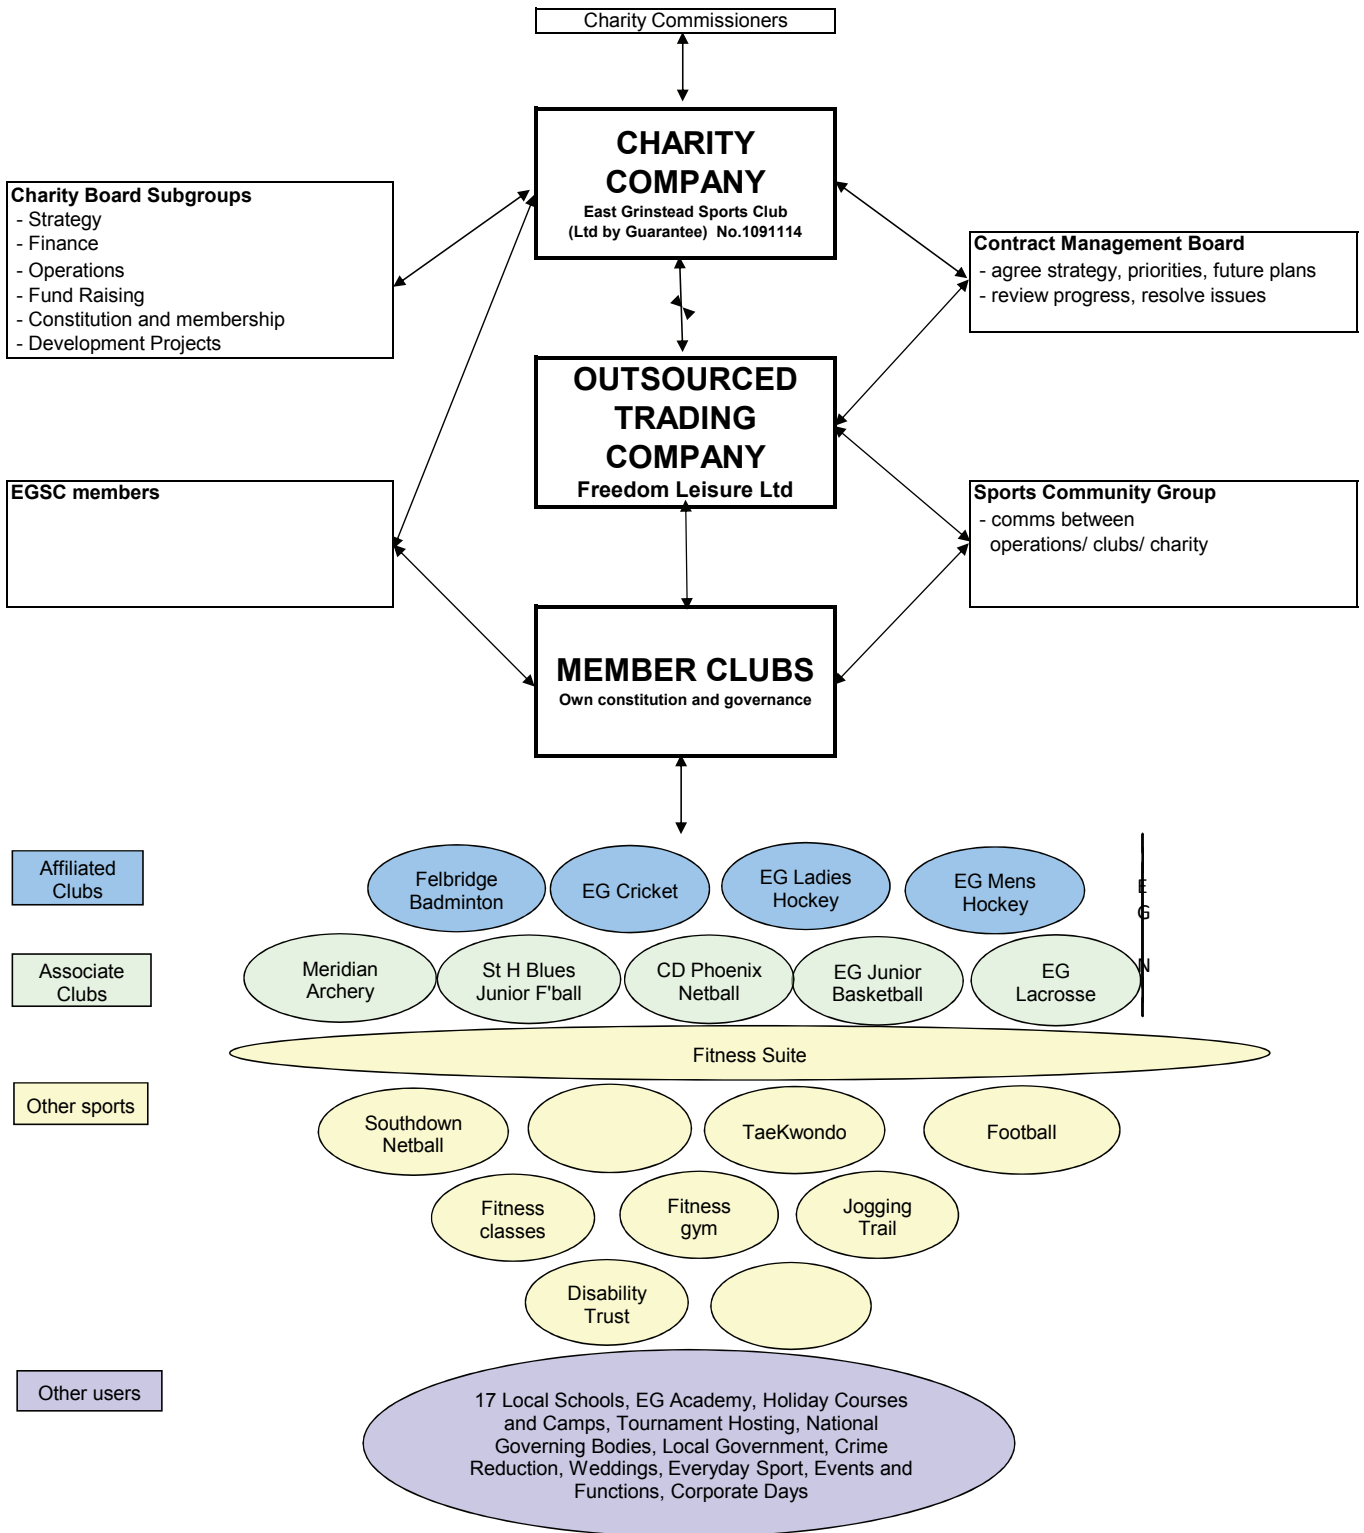 Charity Commissioners
CHARITY
COMPANY
East Grinstead Sports Club
(Ltd by Guarantee) No.1091114
Charity Board Subgroups
- Strategy
- Finance
- Operations
- Fund Raising
- Constitution and membership
- Development Projects
Contract Management Board
- agree strategy, priorities, future plans
- review progress, resolve issues
OUTSOURCED
TRADING
COMPANY
Freedom Leisure Ltd
EGSC members
Sports Community Group
- comms between
operations/ clubs/ charity
MEMBER CLUBS
Own constitution and governance
Affiliated
Clubs
Felbridge
Badminton
EG Cricket
EG Ladies
Hockey
EG Mens
Hockey
E
G
N
Associate
Clubs
Meridian
Archery
St H Blues
Junior F'ball
CD Phoenix
Netball
EG Junior
Basketball
EG
Lacrosse
Fitness Suite
Other sports
Southdown
Netball
TaeKwondo
Football
Fitness
classes
Fitness
gym
Jogging
Trail
Disability
Trust
Other users
17 Local Schools, EG Academy, Holiday Courses
and Camps, Tournament Hosting, National
Governing Bodies, Local Government, Crime
Reduction, Weddings, Everyday Sport, Events and
Functions, Corporate Days